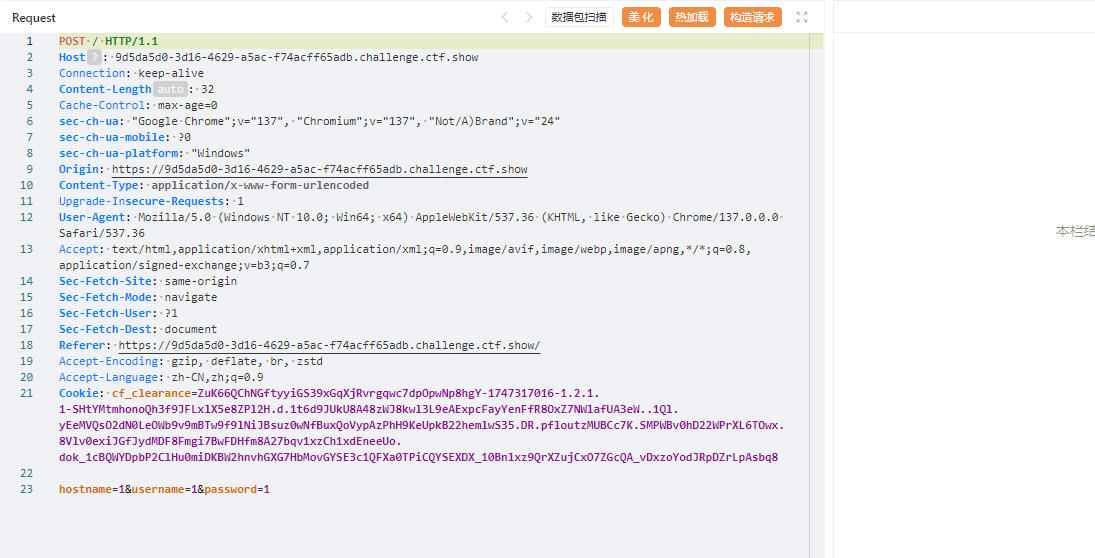 Request
数据包扫描
美 化
热加载
构造请求
1 POST / HTTP/1.1
2 Host ? : 9d5da5d0-3d16-4629-a5ac-f74acff65adb.challenge.ctf.show
3 Connection: keep-alive
4 Content-Length auto : 32
5 Cache-Control: max-age=0
6 sec-ch-ua: "Google Chrome";v="137", "Chromium";v="137", "Not/A)Brand";v="24"
7 sec-ch-ua-mobile: ?0
8 sec-ch-ua-platform: "Windows"
9 Origin: https://9d5da5d0-3d16-4629-a5ac-f74acff65adb.challenge.ctf.show
10 Content-Type: application/x-www-form-urlencoded
11 Upgrade-Insecure-Requests: 1
12 User-Agent: Mozilla/5.0 (Windows NT 10.0; Win64; x64) AppleWebKit/537.36 (KHTML, like Gecko) Chrome/137.0.0.0
Safari/537.36
13 Accept: text/html,application/xhtml+xml,application/xml;q=0.9,image/avif,image/webp,image/apng,*/*;q=0.8,
application/signed-exchange;v=b3;q=0.7
14 Sec-Fetch-Site: same-origin
15 Sec-Fetch-Mode: navigate
16 Sec-Fetch-User: ?1
17 Sec-Fetch-Dest: document
18 Referer: https://9d5da5d0-3d16-4629-a5ac-f74acff65adb.challenge.ctf.show/
19 Accept-Encoding: gzip, deflate, br, zstd
20 Accept-Language: zh-CN,zh;q=0.9
21 Cookie: cf_clearance=ZuK66QChNGftyyiGS39xGqXjRvrgqwc7dpOpwNp8hgY-1747317016-1.2.1.
1-SHtYMtmhonoQh3f9JFLxlX5e8ZPl2H.d.1t6d9JUkU8A48zWJ8kwl3L9eAExpcFayYenFfR8OxZ7NWlafUA3eW..1Ql.
yEeMVQsO2dN0LeOWb9v9mBTw9f9lNiJBsuz0wNfBuxQoVypAzPhH9KeUpkB22hemlwS35.DR.pfloutzMUBCc7K.SMPWBv0hD22WPrXL6TOwx.
8Vlv0exiJGfJydMDF8Fmgi7BwFDHfm8A27bqv1xzCh1xdEneeUo.
dok_1cBQWYDpbP2ClHu0miDKBW2hnvhGXG7HbMovGYSE3c1QFXa0TPiCQYSEXDX_10Bnlxz9QrXZujCxO7ZGcQA_vDxzoYodJRpDZrLpAsbq8
22
23 hostname=1&username=1&password=1
本栏结